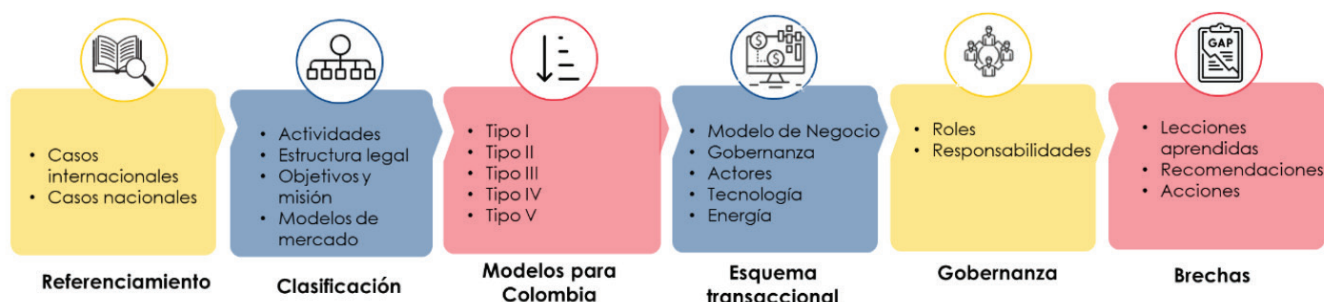 • Casos
internacionales
• Casos nacionales
Referenciamiento
• Actividades
• Estructura legal
• Objetivos y
misión
• Modelos de
mercado
Clasificación
• Tipo I
• Tipo II
• Tipo III
• Tipo IV
• Tipo V
Modelos para
Colombia
• Modelo de Negocio
• Gobernanza
• Actores
• Tecnología
• Energía
Esquema
transaccional
• Roles
• Responsabilidades
Gobernanza
GAP
• Lecciones
aprendidas
• Recomendaciones
• Acciones
Brechas